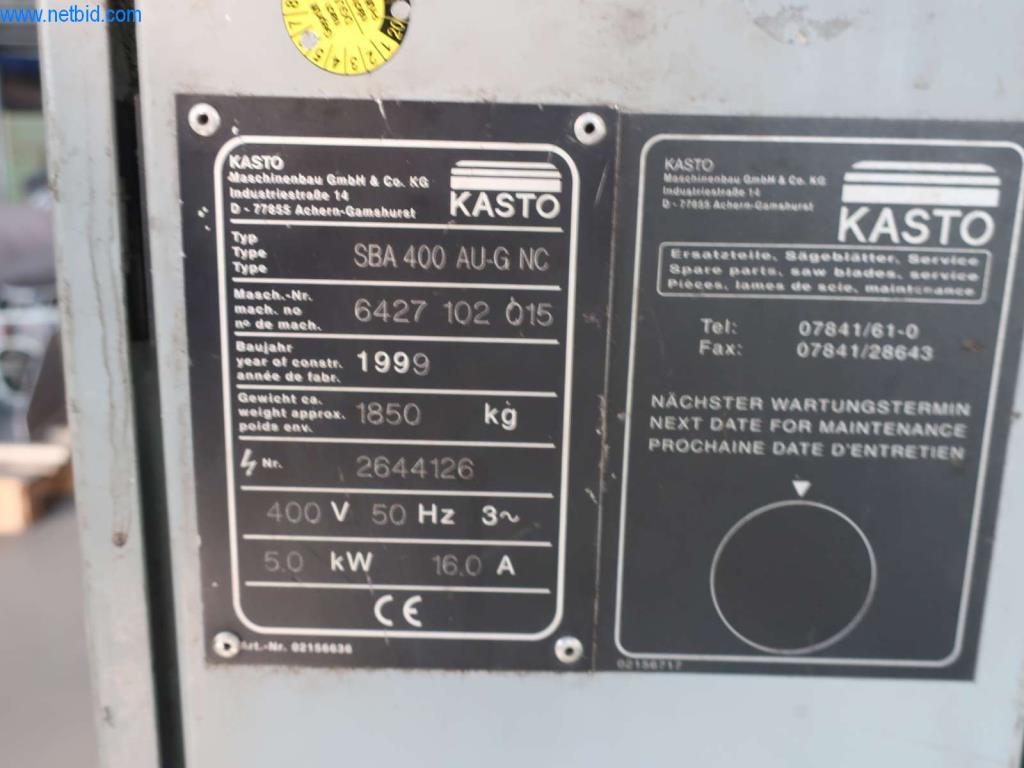 www.netbid.com
KASTO
Maschinenbau GmbH & Co. KG
Industriestraße 14
D - 77855 Achern-Gamshurst
KASTO
Typ
Type
Type
SBA 400 AU-G NC
Masch.-Nr.
mach. no
nº de mach.
6427 102 015
Baujahr
year of constr.
année de fabr.
1999
Gewicht ca.
weight approx.
poids env.
1850 kg
Nr. 2644126
400 V 50 Hz 3~
5.0 kW 16.0 A
CE
Art.-Nr. 02156636
KASTO
Maschinenbau GmbH & Co. KG
Industriestraße 14
D - 77855 Achern-Gamshurst
KASTO
Ersatzteile, Sägeblätter, Service
Spare parts, saw blades, service
Pièces, lames de scie, maintenance
Tel: 07841/61-0
Fax: 07841/28643
NÄCHSTER WARTUNGSTERMIN
NEXT DATE FOR MAINTENANCE
PROCHAINE DATE D'ENTRETIEN
02156717